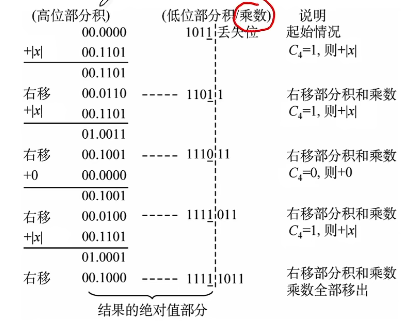 (高位部分积) (低位部分积/乘数) 说明
00.0000 1011 丢失位 起始情况
+|x| 00.1101 C₄=1, 则+|x|
00.1101
右移 00.0110 ----- 1101 1 右移部分积和乘数
+|x| 00.1101 C₄=1, 则+|x|
01.0011
右移 00.1001 ----- 1110 11 右移部分积和乘数
+0 00.0000 C₄=0, 则+0
00.1001
右移 00.0100 ----- 1111 011 右移部分积和乘数
+|x| 00.1101 C₄=1, 则+|x|
01.0001
右移 00.1000 ----- 1111 1011 右移部分积和乘数
乘数全部移出
结果的绝对值部分